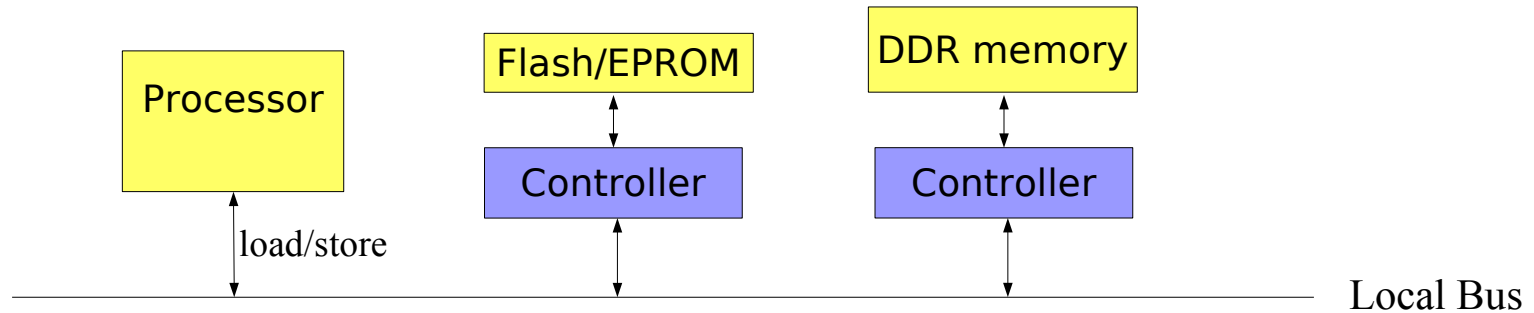 Processor
Flash/EPROM
DDR memory
Controller
Controller
load/store
Local Bus